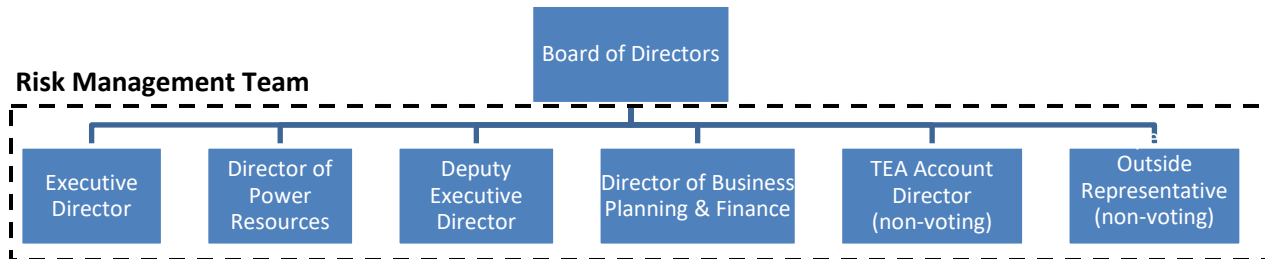 Board of Directors
Risk Management Team
Executive
Director
Director of
Power
Resources
Deputy
Executive
Director
Director of Business
Planning & Finance
TEA Account
Director
(non-voting)
Outside
Representative
(non-voting)